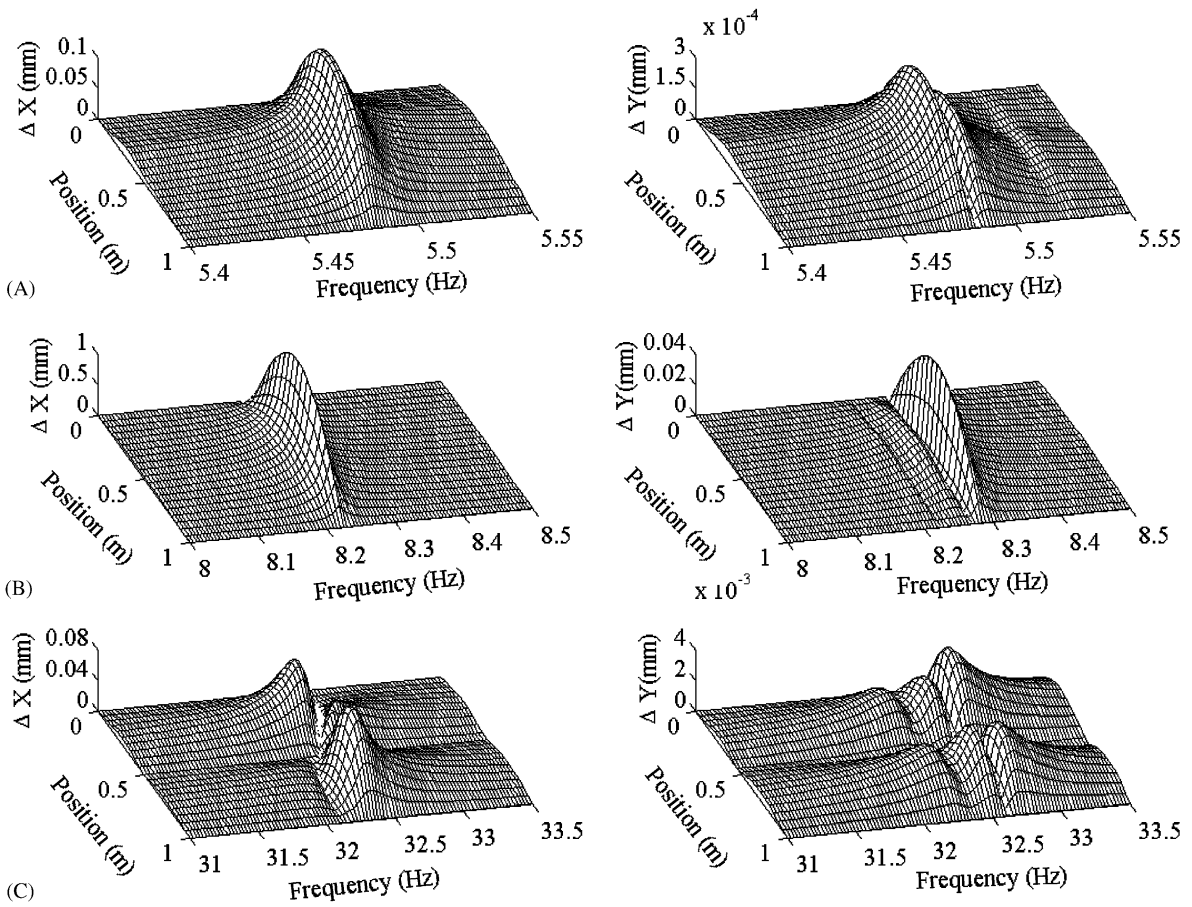 x 10-4
0.1
0.05
0
Δ X (mm)
0
0.5
1
Position (m)
5.4
5.45
5.5
5.55
Frequency (Hz)
3
1.5
0
Δ Y(mm)
0
0.5
1
Position (m)
5.4
5.45
5.5
5.55
Frequency (Hz)
(A)
1
0.5
0
Δ X (mm)
0
0.5
1
Position (m)
8
8.1
8.2
8.3
8.4
8.5
Frequency (Hz)
0.04
0.02
0
Δ Y(mm)
0
0.5
1
Position (m)
8
8.1
8.2
8.3
8.4
8.5
Frequency (Hz)
(B)
x 10-3
0.08
0.04
0
Δ X (mm)
0
0.5
1
Position (m)
31
31.5
32
32.5
33
33.5
Frequency (Hz)
4
2
0
Δ Y(mm)
0
0.5
1
Position (m)
31
31.5
32
32.5
33
33.5
Frequency (Hz)
(C)